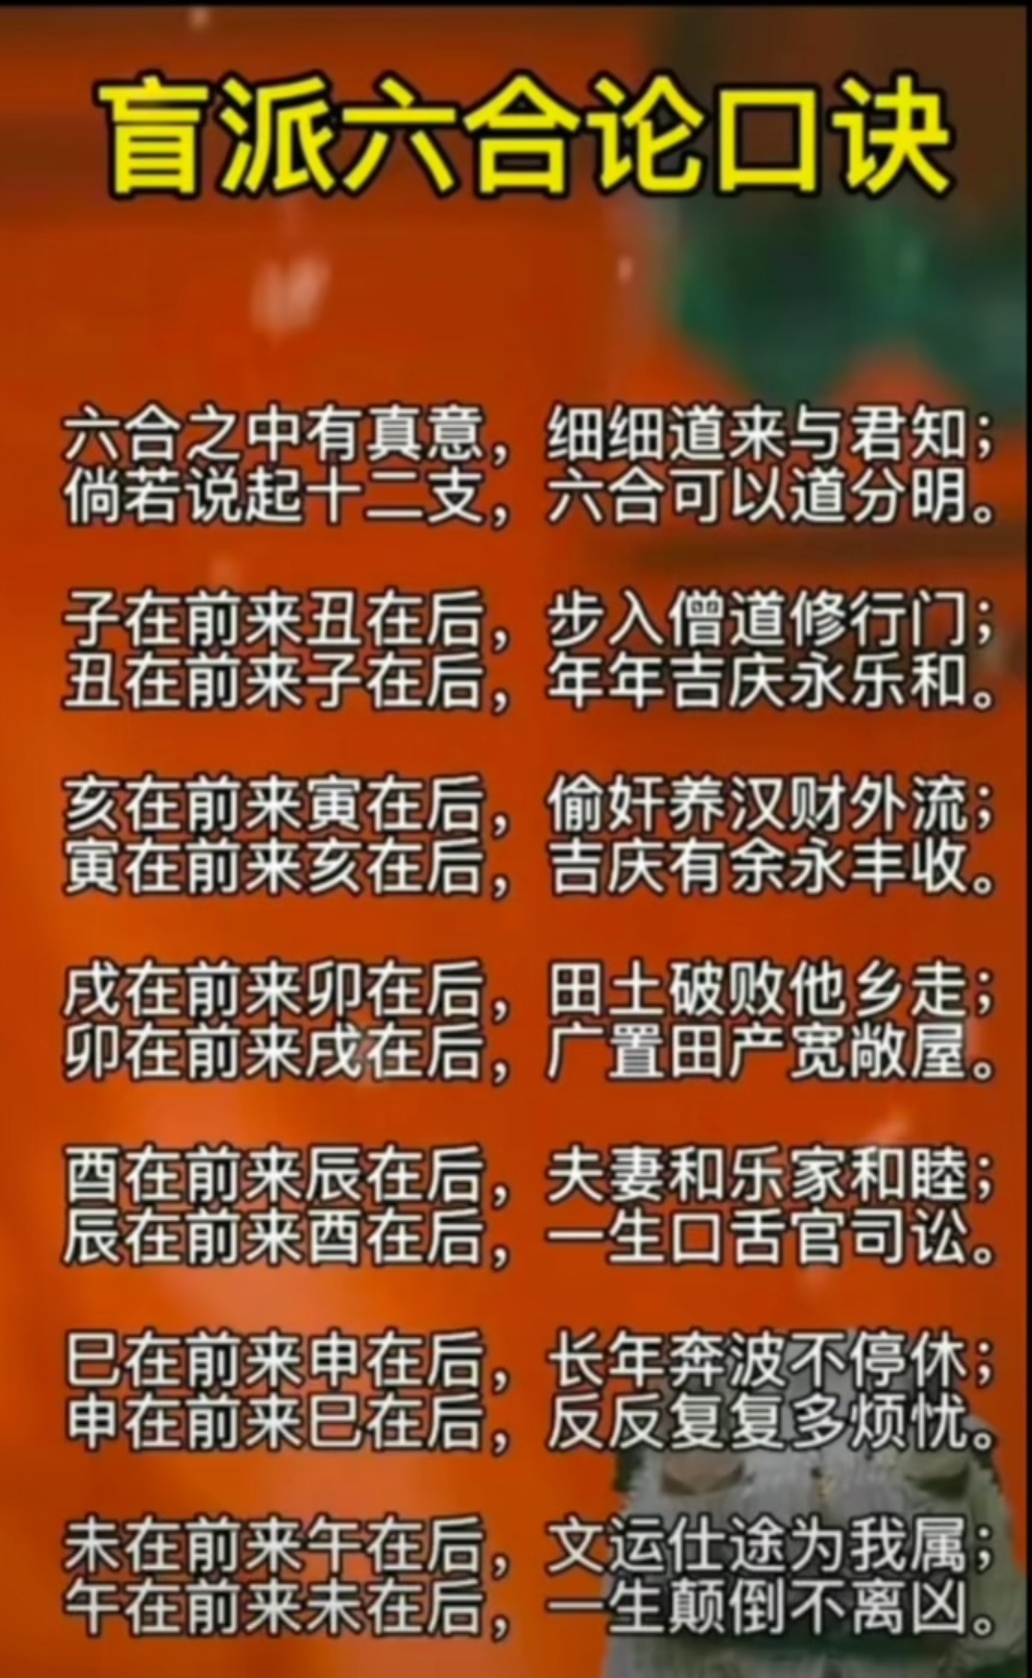 盲派六合论口诀
六合之中有真意，细细道来与君知；
倘若说起十二支，六合可以道分明。
子在前来丑在后，步入僧道修行门；
丑在前来子在后，年年吉庆永乐和。
亥在前来寅在后，偷奸养汉财外流；
寅在前来亥在后，吉庆有余永丰收。
戌在前来卯在后，田土破败他乡走；
卯在前来戌在后，广置田产宽敞屋。
酉在前来辰在后，夫妻和乐家和睦；
辰在前来酉在后，一生口舌官司讼。
巳在前来申在后，长年奔波不停休；
申在前来巳在后，反反复复多烦忧。
未在前来午在后，文运仕途为我属；
午在前来未在后，一生颠倒不离凶。